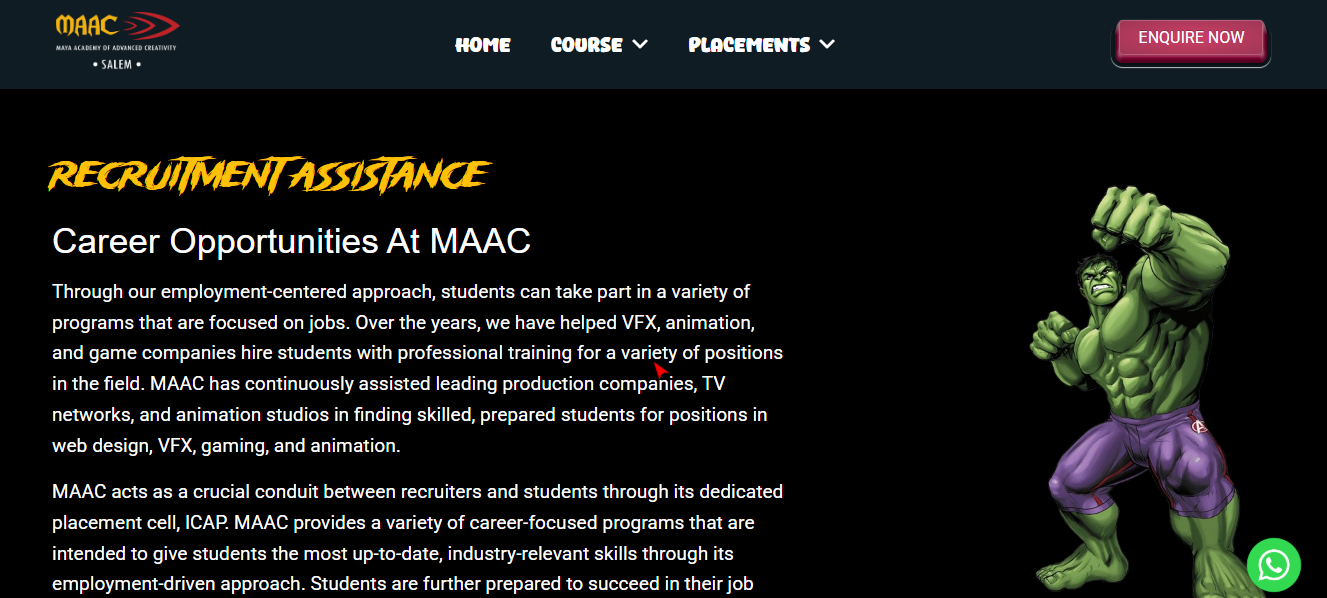 MAAC
MAYA ACADEMY OF ADVANCED CREATIVITY
• SALEM •
HOME
COURSE
PLACEMENTS
ENQUIRE NOW
RECRUITMENT ASSISTANCE
Career Opportunities At MAAC
Through our employment-centered approach, students can take part in a variety of
programs that are focused on jobs. Over the years, we have helped VFX, animation,
and game companies hire students with professional training for a variety of positions
in the field. MAAC has continuously assisted leading production companies, TV
networks, and animation studios in finding skilled, prepared students for positions in
web design, VFX, gaming, and animation.
MAAC acts as a crucial conduit between recruiters and students through its dedicated
placement cell, ICAP. MAAC provides a variety of career-focused programs that are
intended to give students the most up-to-date, industry-relevant skills through its
employment-driven approach. Students are further prepared to succeed in their job